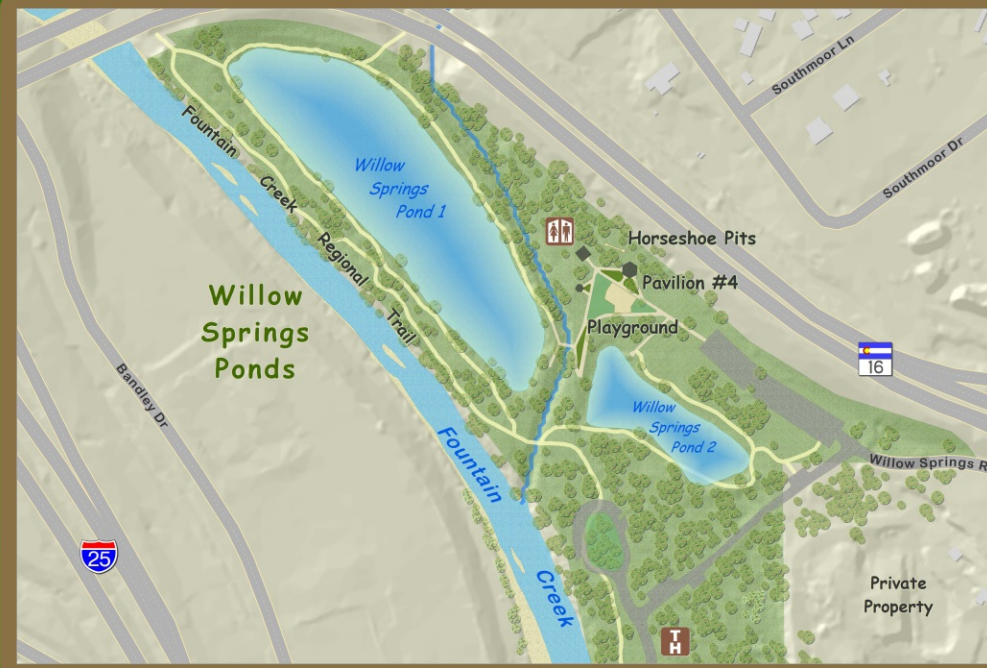 Southmoor Ln
Southmoor Dr
Fountain
Creek
Regional
Trail
Willow
Springs
Pond 1
Horseshoe Pits
Pavilion #4
Playground
Willow
Springs
Ponds
16
Bandley Dr
Willow
Springs
Pond 2
Willow Springs R
Fountain
Creek
25
Private
Property
T
H